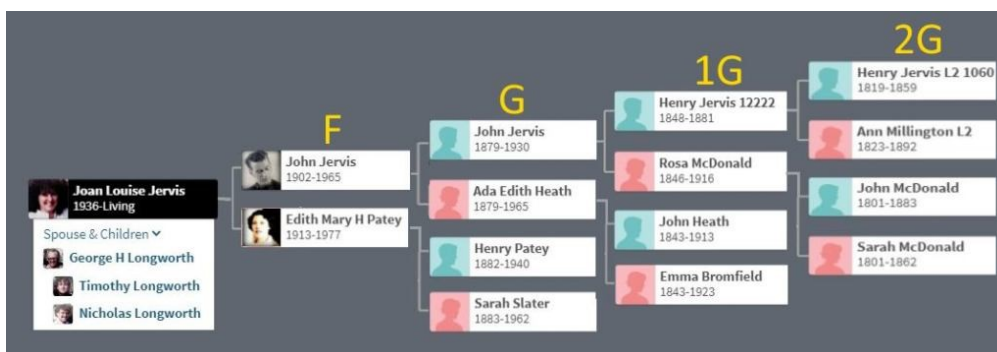 F
G
1G
2G
Joan Louise Jervis
1936-Living
Spouse & Children
George H Longworth
Timothy Longworth
Nicholas Longworth
John Jervis
1902-1965
Edith Mary H Patey
1913-1977
John Jervis
1879-1930
Ada Edith Heath
1879-1965
Henry Patey
1882-1940
Sarah Slater
1883-1962
Henry Jervis 12222
1848-1881
Rosa McDonald
1846-1916
John Heath
1843-1913
Emma Bromfield
1843-1923
Henry Jervis L2 1060
1819-1859
Ann Millington L2
1823-1892
John McDonald
1801-1883
Sarah McDonald
1801-1862